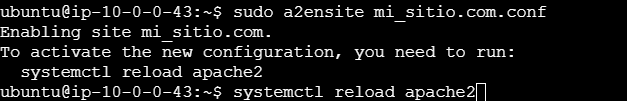 ubuntu@ip-10-0-0-43:~$ sudo a2ensite mi_sitio.com.conf
Enabling site mi_sitio.com.
To activate the new configuration, you need to run:
  systemctl reload apache2
ubuntu@ip-10-0-0-43:~$ systemctl reload apache2